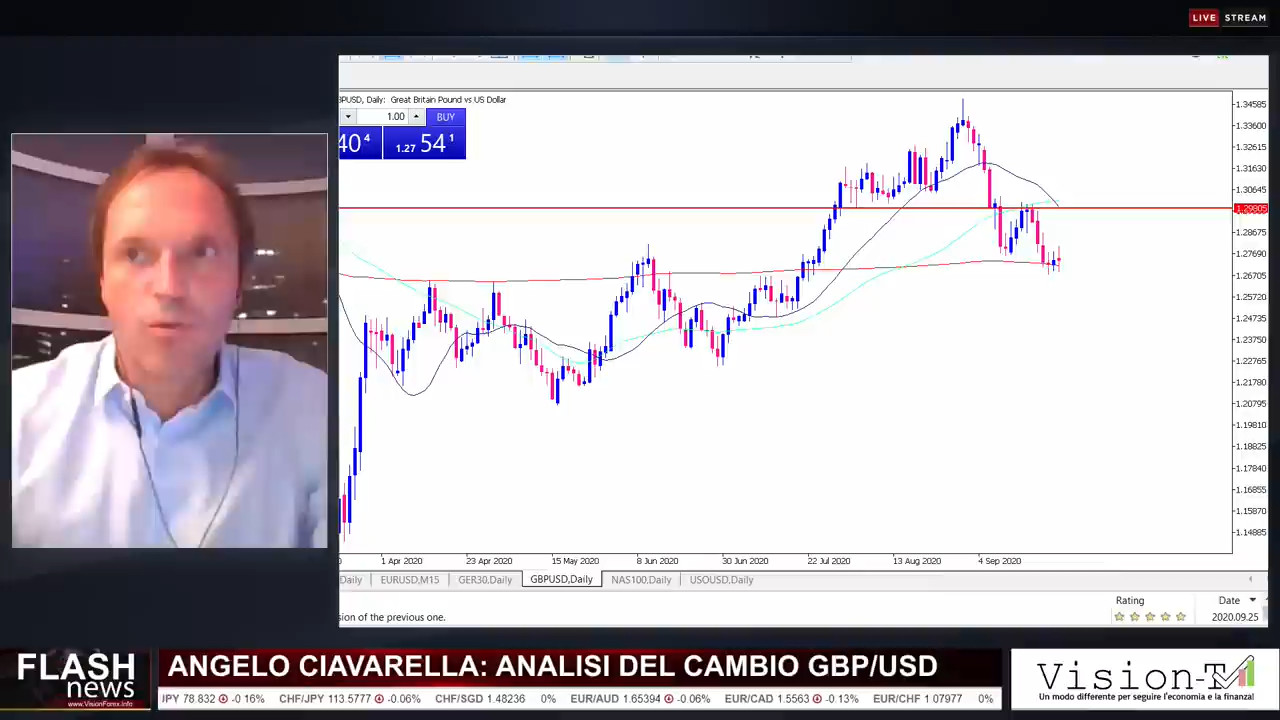 LIVE STREAM
BPUSD, Daily: Great Britain Pound vs US Dollar
1.00 BUY
40 4
1.27 54 1
1.34585
1.33600
1.32615
1.31630
1.30645
1.28675
1.27690
1.26705
1.25720
1.24735
1.23750
1.22765
1.21780
1.20795
1.19810
1.18825
1.17840
1.16855
1.15870
1.14885
1 Apr 2020 23 Apr 2020 15 May 2020 8 Jun 2020 30 Jun 2020 22 Jul 2020 13 Aug 2020 4 Sep 2020
Daily EURUSD,M15 GER30,Daily GBPUSD,Daily NAS100,Daily USOUSD,Daily
Rating Date
sion of the previous one. 2020.09.25
FLASH
news
www.VisionForex.info
ANGELO CIAVARELLA: ANALISI DEL CAMBIO GBP/USD
JPY 78.832 -0.16% CHF/JPY 113.5777 -0.06% CHF/SGD 1.48236 0% EUR/AUD 1.65394 -0.06% EUR/CAD 1.5563 -0.13% EUR/CHF 1.07977 0%
Vision-T
Un modo differente per seguire l'economia e la finanza!